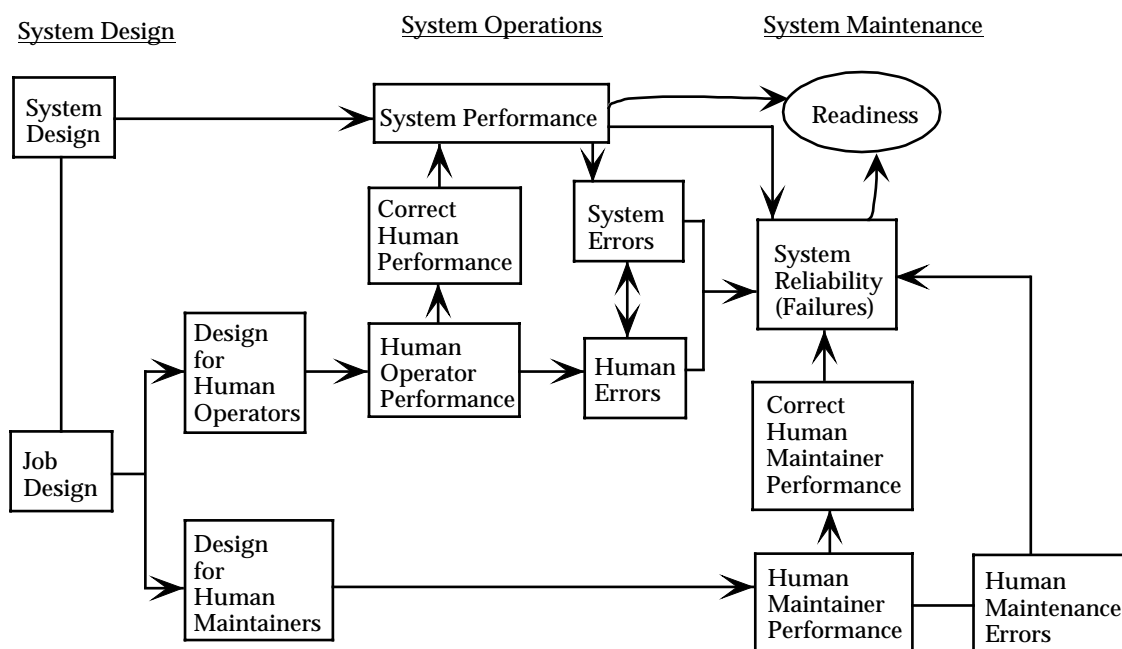 System Design
System Operations
System Maintenance
System
Design
System Performance
Readiness
Correct
Human
Performance
System
Errors
System
Reliability
(Failures)
Design
for
Human
Operators
Human
Operator
Performance
Human
Errors
Correct
Human
Maintainer
Performance
Job
Design
Design
for
Human
Maintainers
Human
Maintainer
Performance
Human
Maintenance
Errors